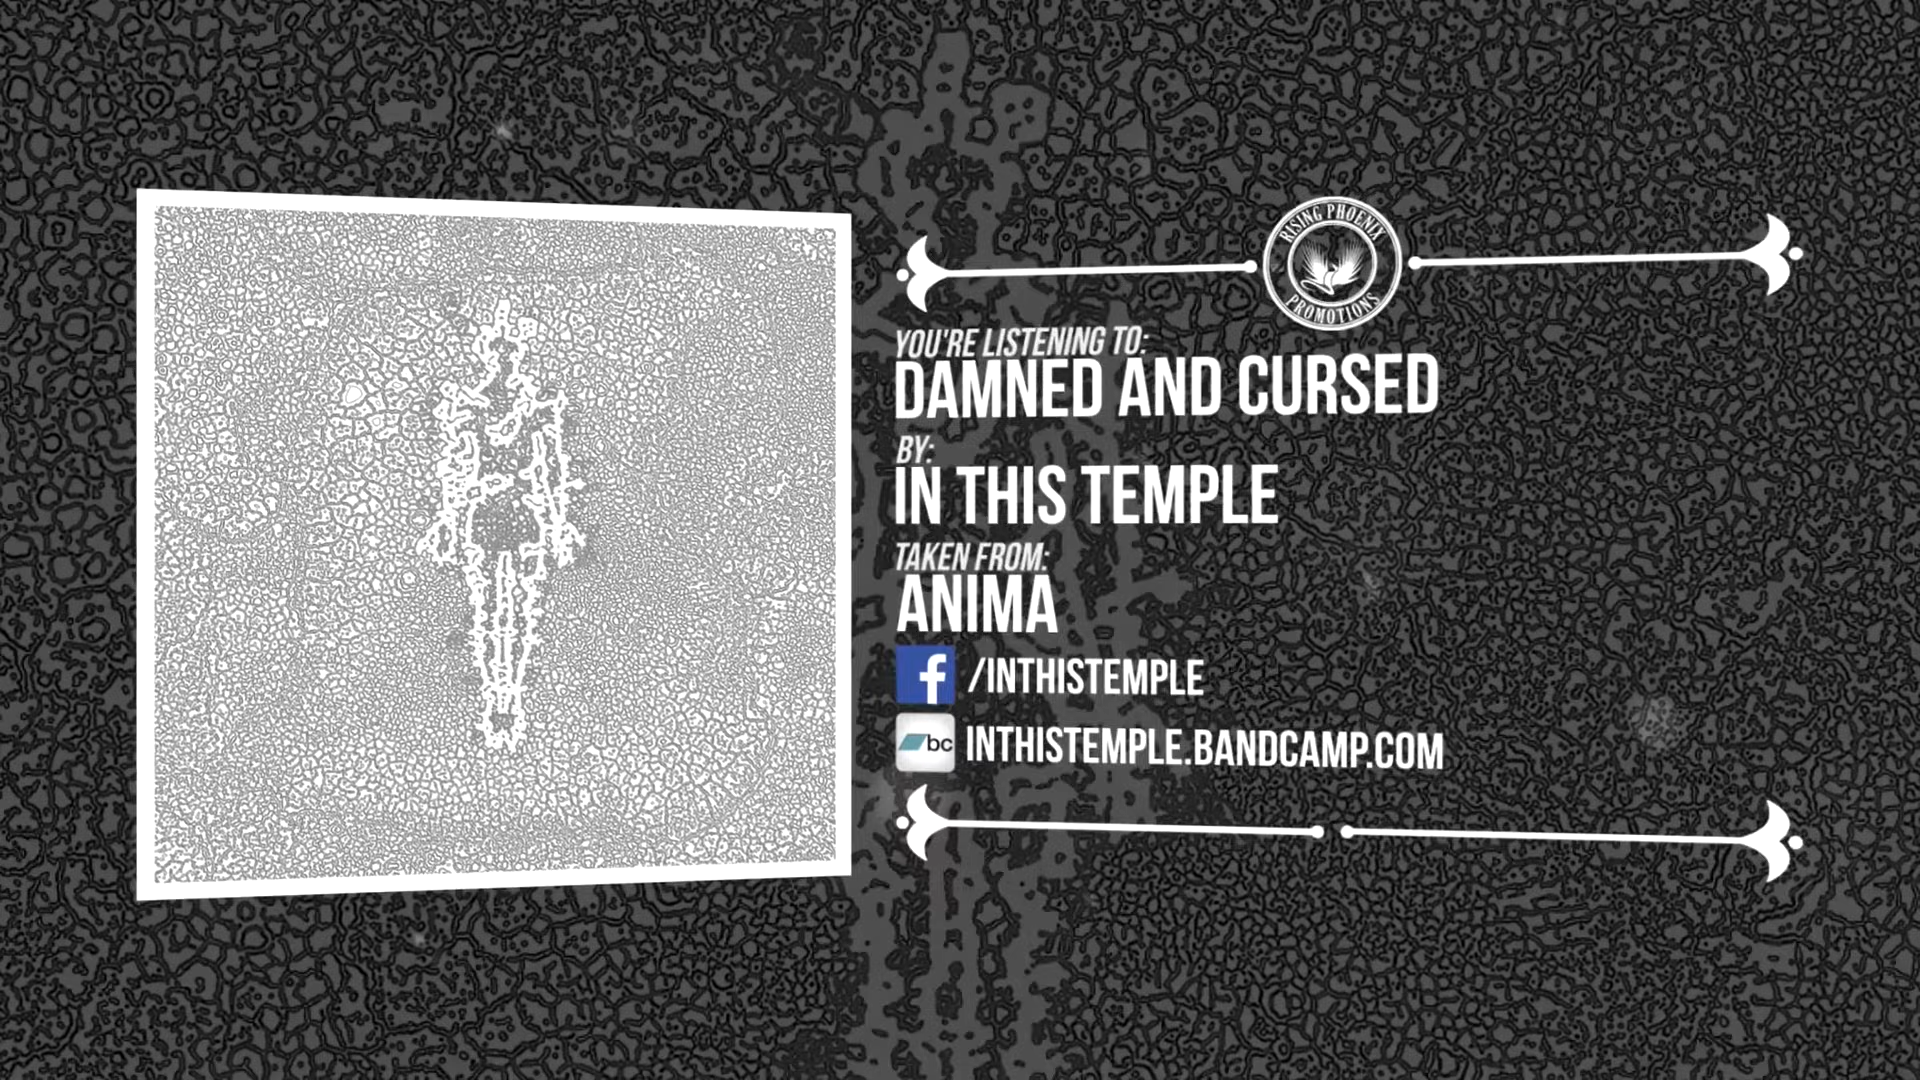 RISING PHOENIX
PROMOTIONS
YOU'RE LISTENING TO:
DAMNED AND CURSED
BY:
IN THIS TEMPLE
TAKEN FROM:
ANIMA
f /INTHISTEMPLE
bc INTHISTEMPLE.BANDCAMP.COM